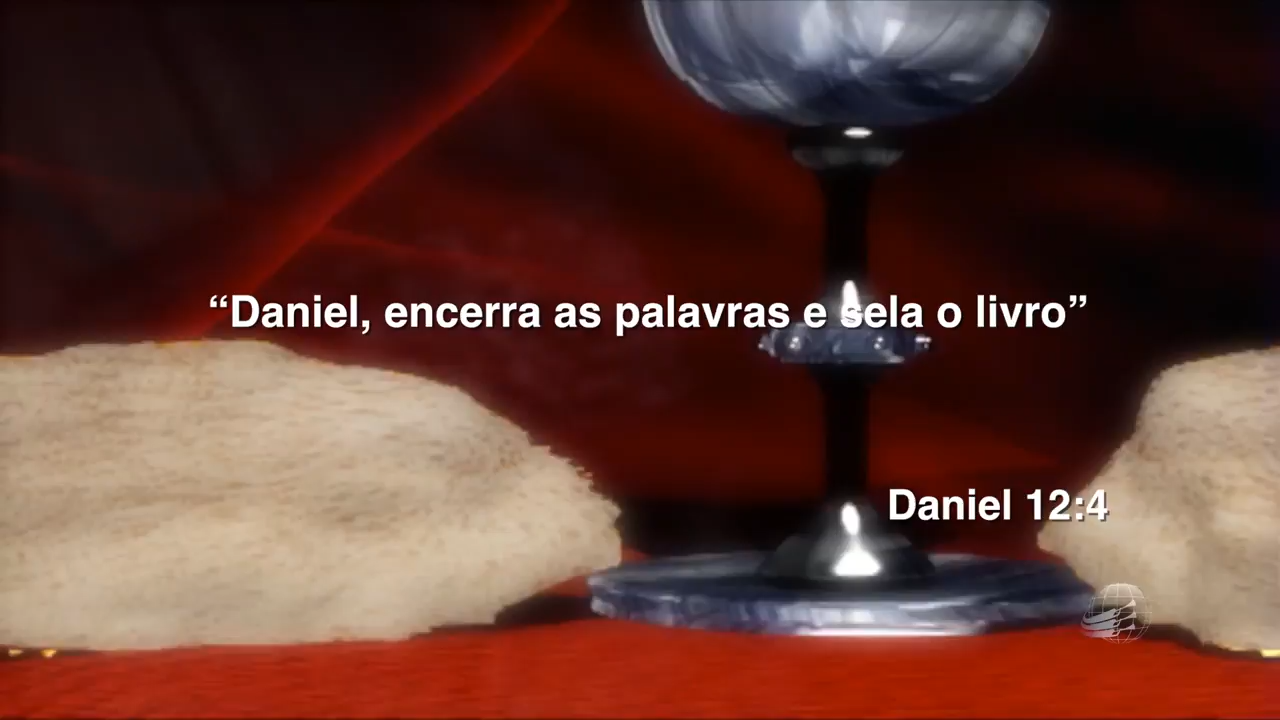 “Daniel, encerra as palavras e sela o livro”
Daniel 12:4